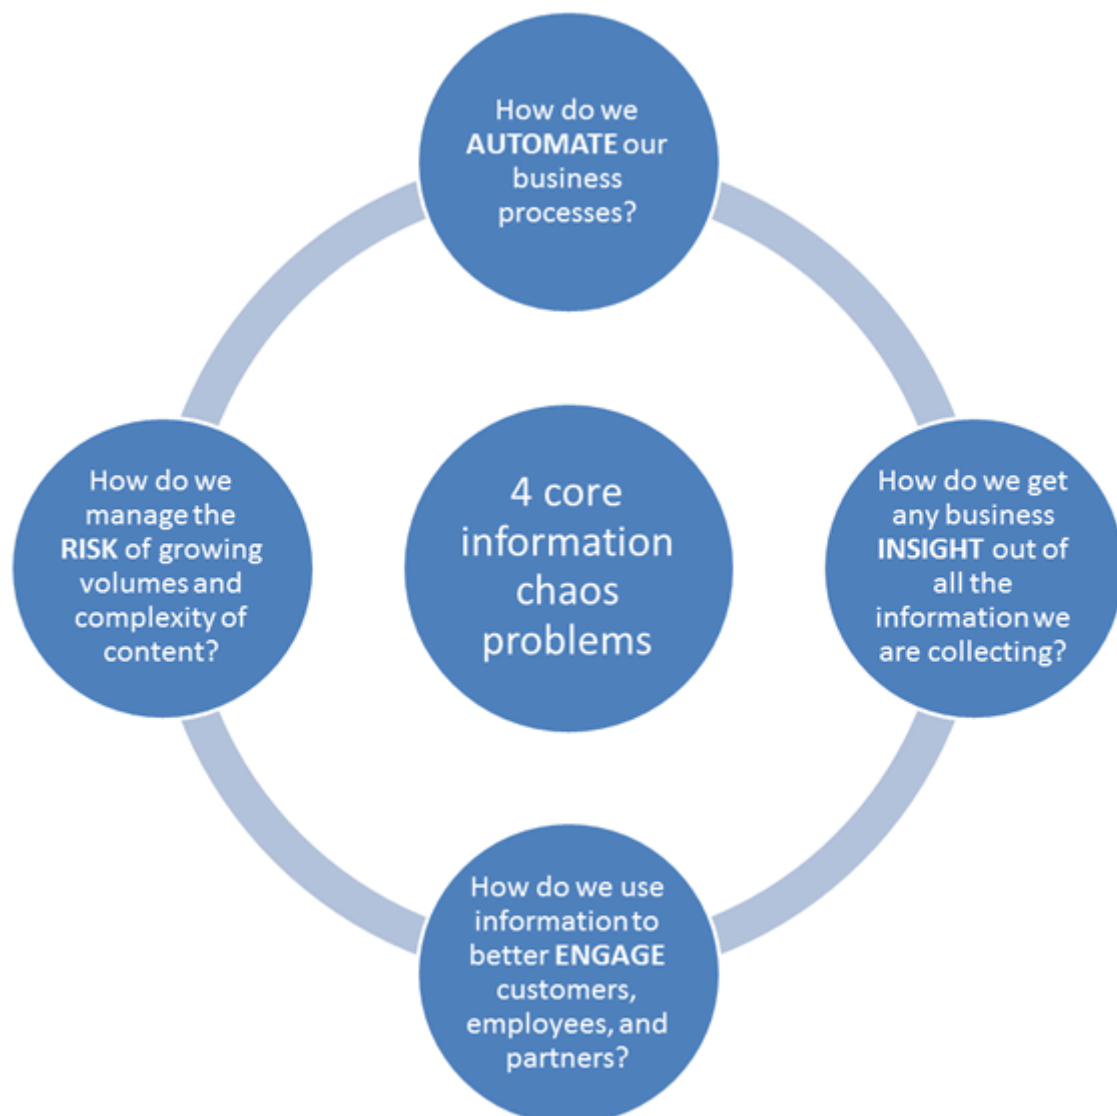 How do we
AUTOMATE our
business
processes?
How do we
manage the
RISK of growing
volumes and
complexity of
content?
4 core
information
chaos
problems
How do we get
any business
INSIGHT out of
all the
information we
are collecting?
How do we use
information to
better ENGAGE
customers,
employees, and
partners?